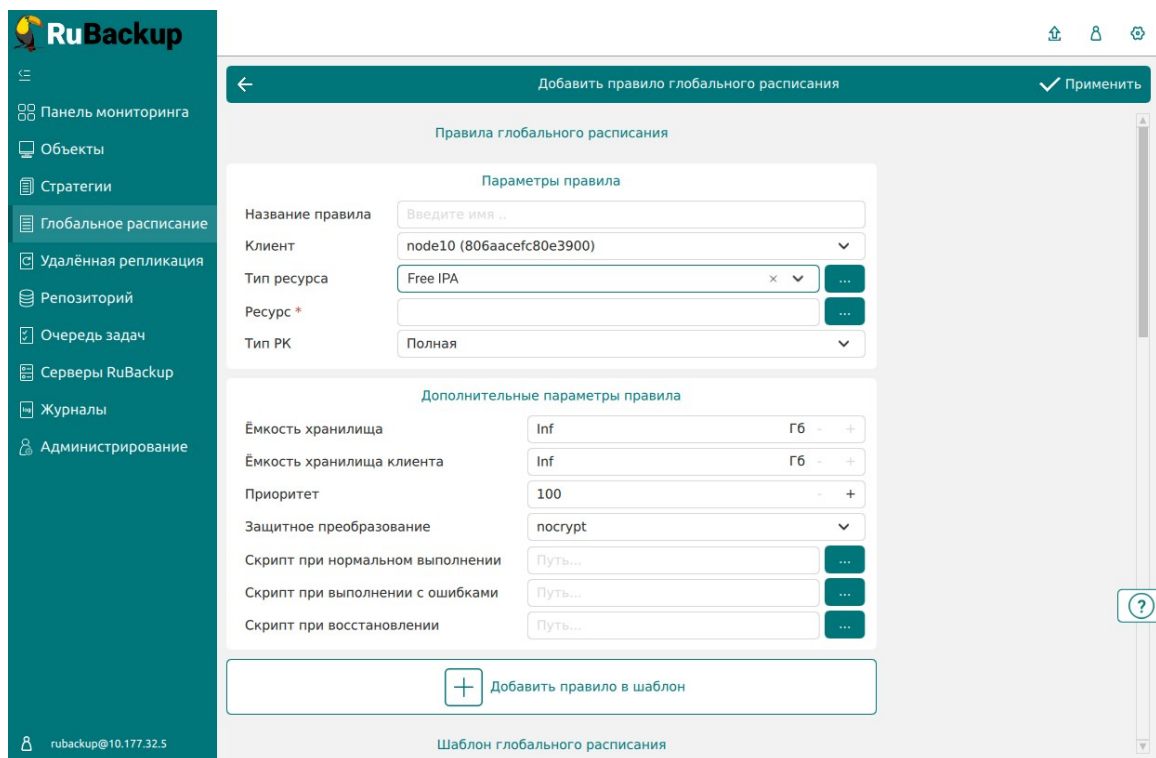 RuBackup
Добавить правило глобального расписания
Применить
Панель мониторинга
Объекты
Стратегии
Глобальное расписание
Удалённая репликация
Репозиторий
Очередь задач
Серверы RuBackup
Журналы
Администрирование
rubackup@10.177.32.5
Правила глобального расписания
Параметры правила
Название правила Введите имя ..
Клиент node10 (806aacefc80e3900)
Тип ресурса Free IPA × ...
Ресурс * ...
Тип РК Полная
Дополнительные параметры правила
Ёмкость хранилища Inf Гб - +
Ёмкость хранилища клиента Inf Гб - +
Приоритет 100 - +
Защитное преобразование nocrypt
Скрипт при нормальном выполнении Путь... ...
Скрипт при выполнении с ошибками Путь... ...
Скрипт при восстановлении Путь... ...
Добавить правило в шаблон
Шаблон глобального расписания
?